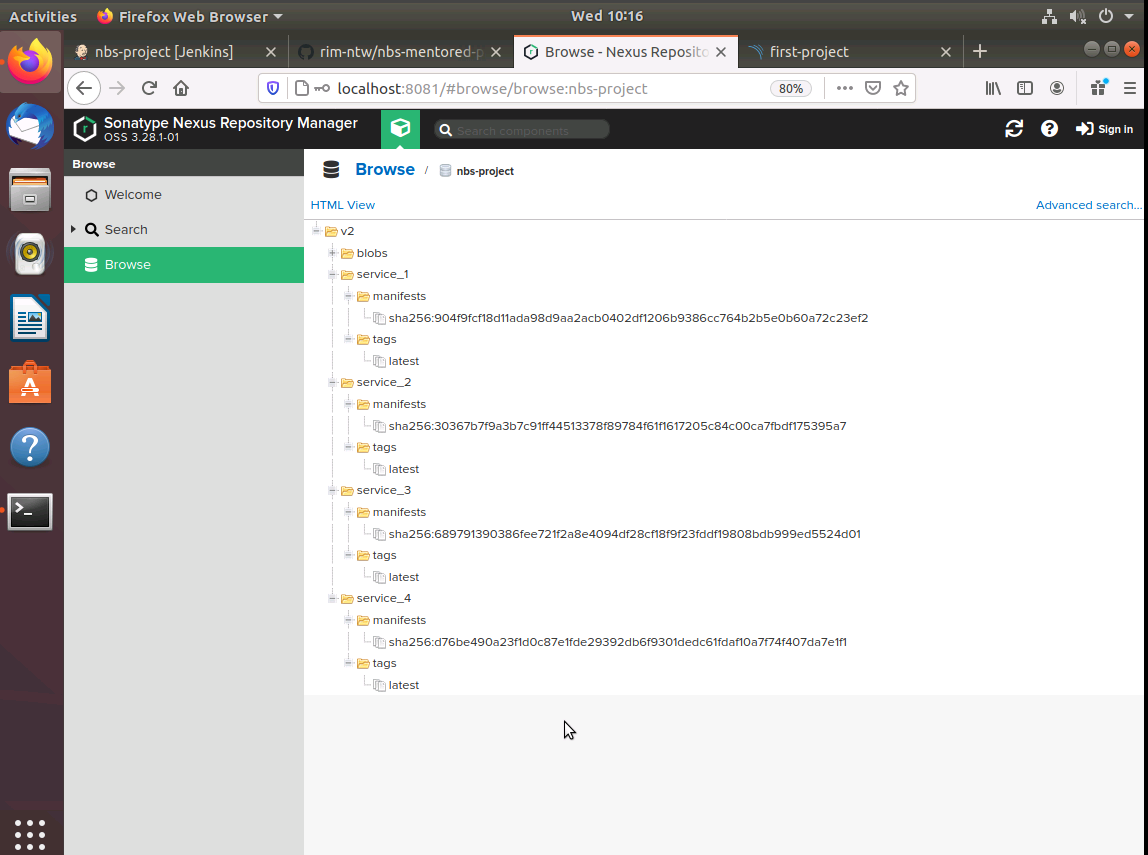 Activities Firefox Web Browser Wed 10:16
nbs-project [Jenkins] rim-ntw/nbs-mentored-p Browse - Nexus Reposito first-project
localhost:8081/#browse/browse:nbs-project 80%
Sonatype Nexus Repository Manager
OSS 3.28.1-01
Search components
Sign in
Browse
Welcome
Search
Browse
Browse / nbs-project
HTML View Advanced search...
v2
blobs
service_1
manifests
sha256:904f9fcf18d11ada98d9aa2acb0402df1206b9386cc764b2b5e0b60a72c23ef2
tags
latest
service_2
manifests
sha256:30367b7f9a3b7c91ff44513378f89784f61f1617205c84c00ca7fbdf175395a7
tags
latest
service_3
manifests
sha256:689791390386fee721f2a8e4094df28cf18f9f23fddf19808bdb999ed5524d01
tags
latest
service_4
manifests
sha256:d76be490a23f1d0c87e1fde29392db6f9301dedc61fdaf10a7f74f407da7e1f1
tags
latest